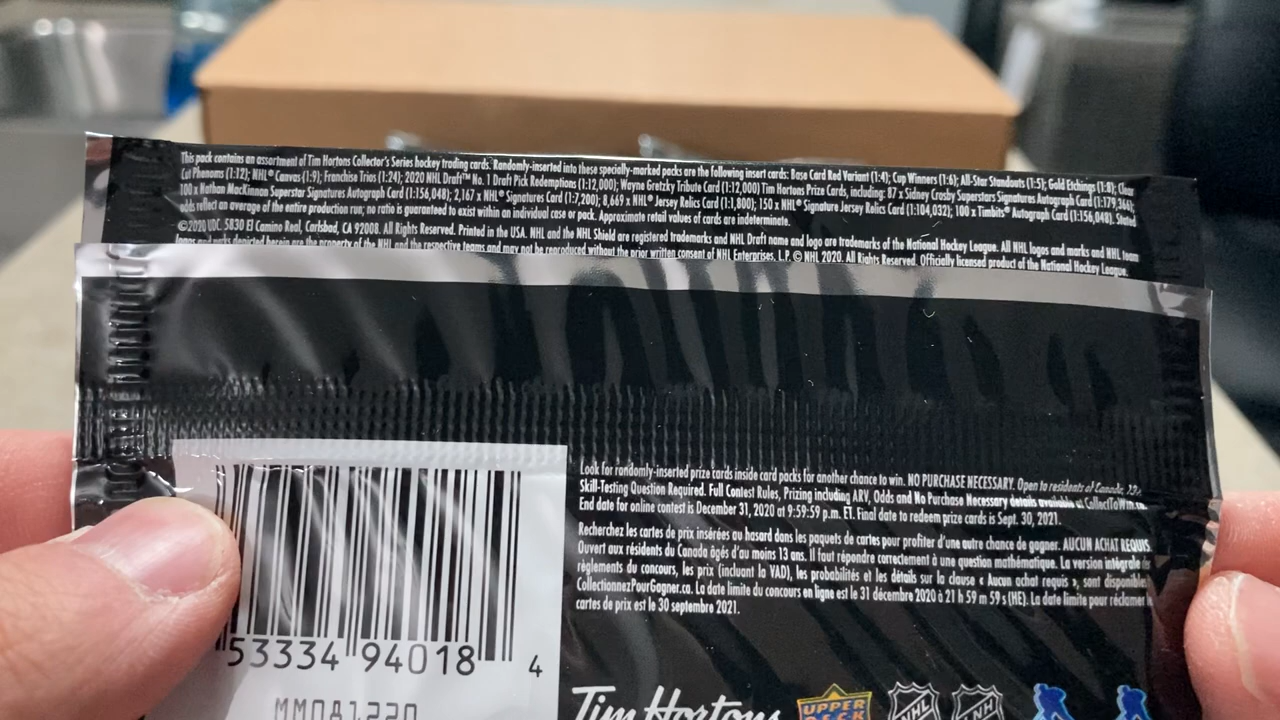 This pack contains an assortment of Tim Hortons Collector's Series hockey trading cards. Randomly-inserted into these specially-marked packs are the following insert cards: Base Card Red Variant (1:4); Cup Winners (1:6); All-Star Standouts (1:5); Gold Etchings (1:8); Clear
Cut Phenoms (1:12); NHL® Canvas (1:9); Franchise Trios (1:24); 2020 NHL Draft™ No. 1 Draft Pick Redemptions (1:12,000); Wayne Gretzky Tribute Card (1:12,000) Tim Hortons Prize Cards, including: 87 x Sidney Crosby Superstars Signatures Autograph Card (1:179,366);
100 x Nathan MacKinnon Superstar Signatures Autograph Card (1:156,048); 2,167 x NHL® Signatures Card (1:7,200); 8,669 x NHL® Jersey Relics Card (1:1,800); 150 x NHL® Signature Jersey Relics Card (1:104,032); 100 x Timbits® Autograph Card (1:156,048). Stated
odds reflect an average of the entire production run; no ratio is guaranteed to exist within an individual case or pack. Approximate retail values of cards are indeterminate.
©2020 UDC. 5830 El Camino Real, Carlsbad, CA 92008. All Rights Reserved. Printed in the USA. NHL and the NHL Shield are registered trademarks and NHL Draft name and logo are trademarks of the National Hockey League. All NHL logos and marks and NHL team
logos and marks depicted herein are the property of the NHL and the respective teams and may not be reproduced without the prior written consent of NHL Enterprises, L.P. © NHL 2020. All Rights Reserved. Officially licensed product of the National Hockey League.
Look for randomly-inserted prize cards inside card packs for another chance to win. NO PURCHASE NECESSARY. Open to residents of Canada,
Skill-Testing Question Required. Full Contest Rules, Prizing including ARV, Odds and No Purchase Necessary details available at CollectToWin.ca.
End date for online contest is December 31, 2020 at 9:59:59 p.m. ET. Final date to redeem prize cards is Sept. 30, 2021.
Recherchez les cartes de prix insérées au hasard dans les paquets de cartes pour profiter d'une autre chance de gagner. AUCUN ACHAT REQUIS
Ouvert aux résidents du Canada âgés d'au moins 13 ans. Il faut répondre correctement à une question mathématique. La version intégrale de
règlements du concours, les prix (incluant la VAD), les probabilités et les détails sur la clause « Aucun achat requis », sont disponibles
CollectionnezPourGagner.ca. La date limite du concours en ligne est le 31 décembre 2020 à 21 h 59 m 59 s (HE). La date limite pour réclamer
cartes de prix est le 30 septembre 2021.
53334 94018 4
MM081220
Tim Hortons
UPPER DECK
NHL
NHL